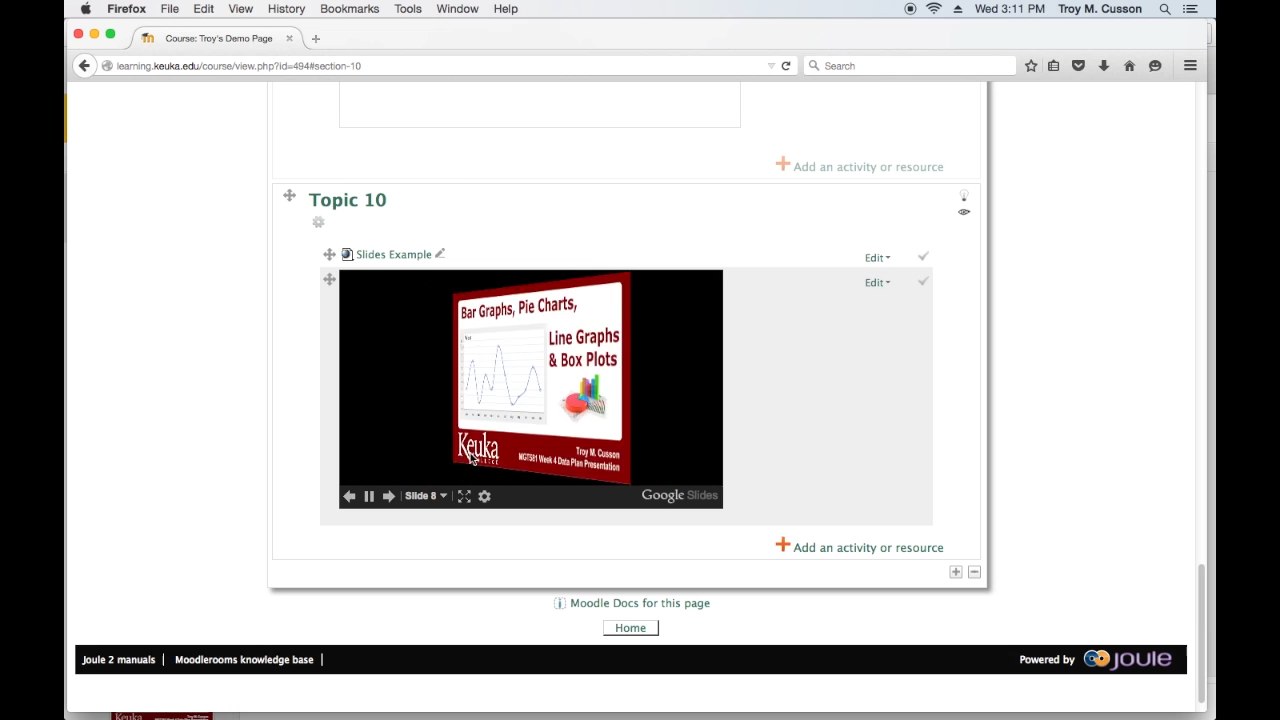 Firefox File Edit View History Bookmarks Tools Window Help Wed 3:11 PM Troy M. Cusson
Course: Troy's Demo Page
learning.keuka.edu/course/view.php?id=494#section-10 Search
Add an activity or resource
Topic 10
Slides Example Edit
Edit
Bar Graphs, Pie Charts,
Line Graphs
& Box Plots
Keuka
Troy M. Cusson
MGT581 Week 4 Data Plan Presentation
Slide 8 Google Slides
Add an activity or resource
Moodle Docs for this page
Home
Joule 2 manuals Moodlerooms knowledge base Powered by joule
Keuka